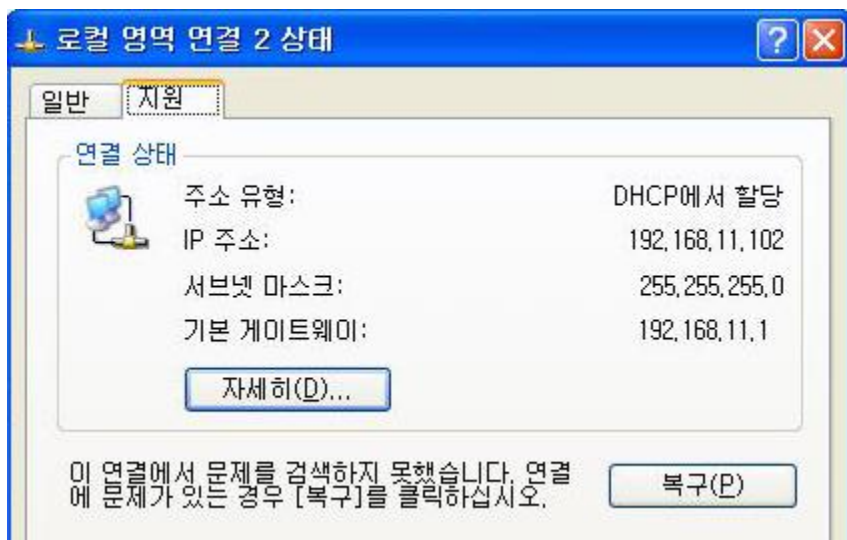 로컬 영역 연결 2 상태
일반 지원
연결 상태
주소 유형: DHCP에서 할당
IP 주소: 192,168,11,102
서브넷 마스크: 255,255,255,0
기본 게이트웨이: 192,168,11,1
자세히(D)...
이 연결에서 문제를 검색하지 못했습니다. 연결
에 문제가 있는 경우 [복구]를 클릭하십시오.
복구(P)